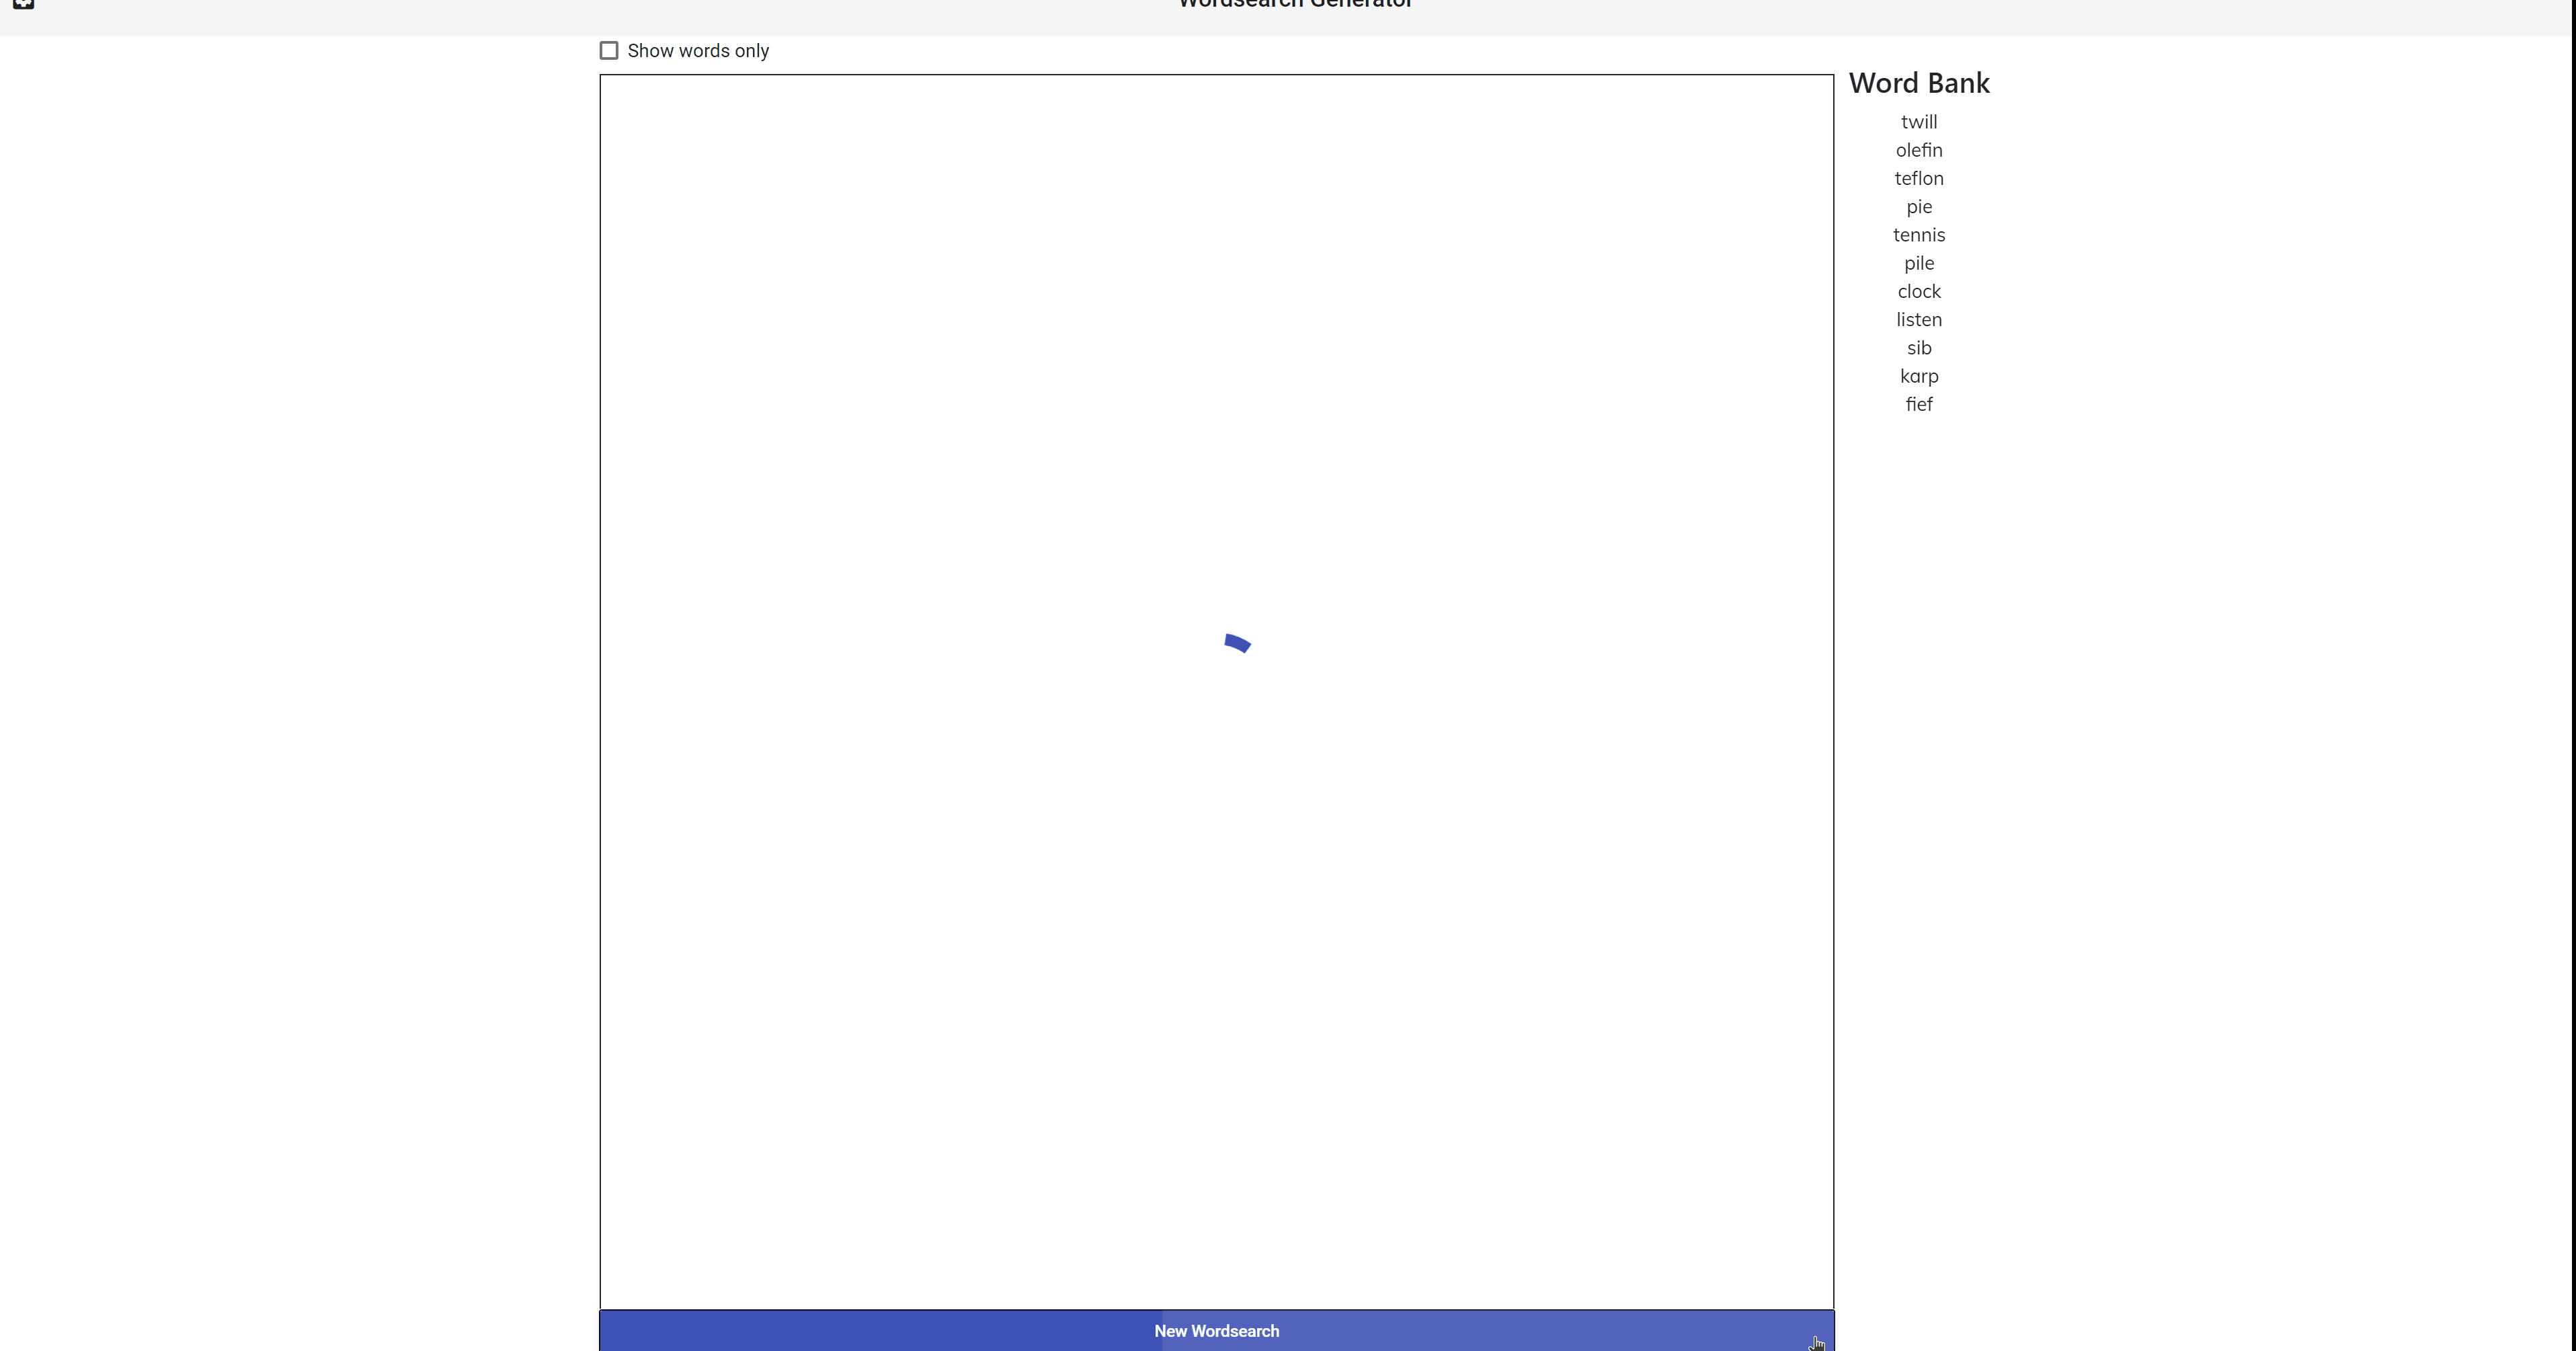 Wordsearch Generator
Show words only
Word Bank
twill
olefin
teflon
pie
tennis
pile
clock
listen
sib
karp
fief
New Wordsearch